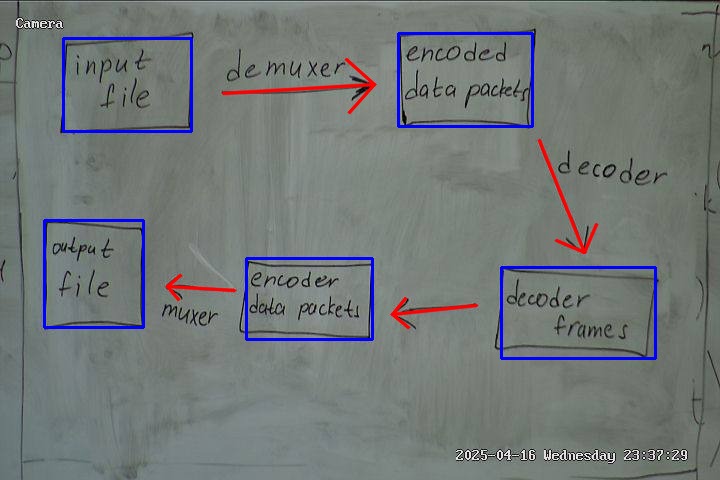 Camera
input
file
demuxer
encoded
data packets
decoder
decoder
frames
encoder
data packets
muxer
output
file
2025-04-16 Wednesday 23:37:29